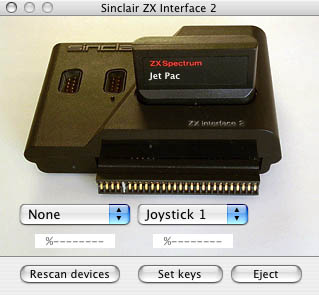 Sinclair ZX Interface 2
sinclair
ZX Spectrum
Jet Pac
ZX interface 2
None
Joystick 1
%--------
%--------
Rescan devices
Set keys
Eject